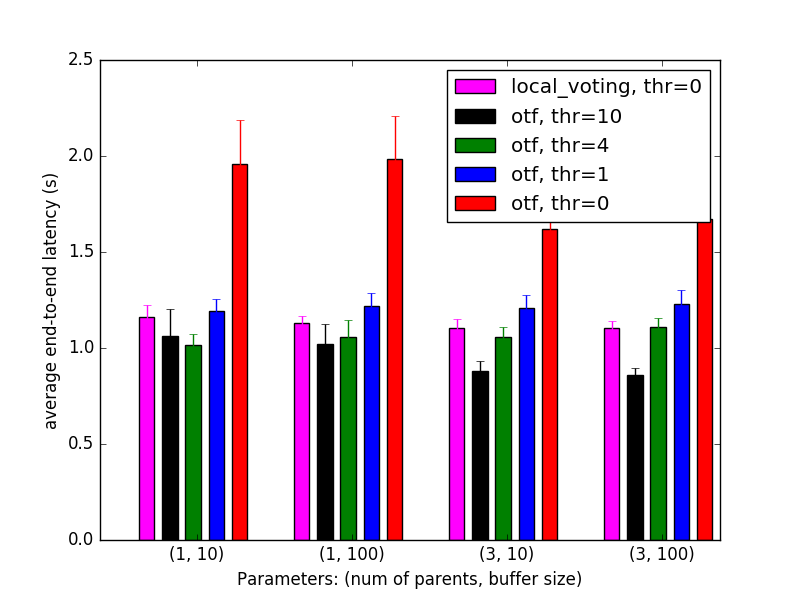 2.5
2.0
1.5
1.0
0.5
0.0
average end-to-end latency (s)
local_voting, thr=0
otf, thr=10
otf, thr=4
otf, thr=1
otf, thr=0
(1, 10)
(1, 100)
(3, 10)
(3, 100)
Parameters: (num of parents, buffer size)